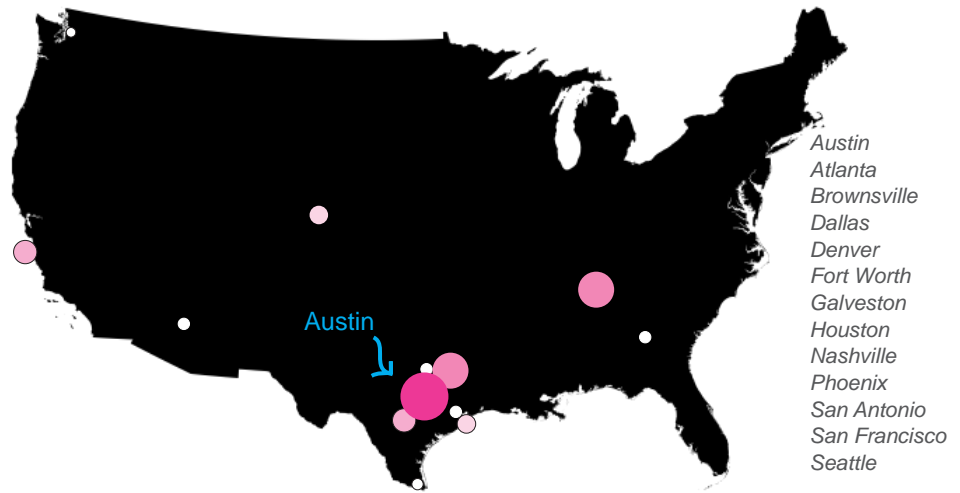 Austin
Austin
Atlanta
Brownsville
Dallas
Denver
Fort Worth
Galveston
Houston
Nashville
Phoenix
San Antonio
San Francisco
Seattle